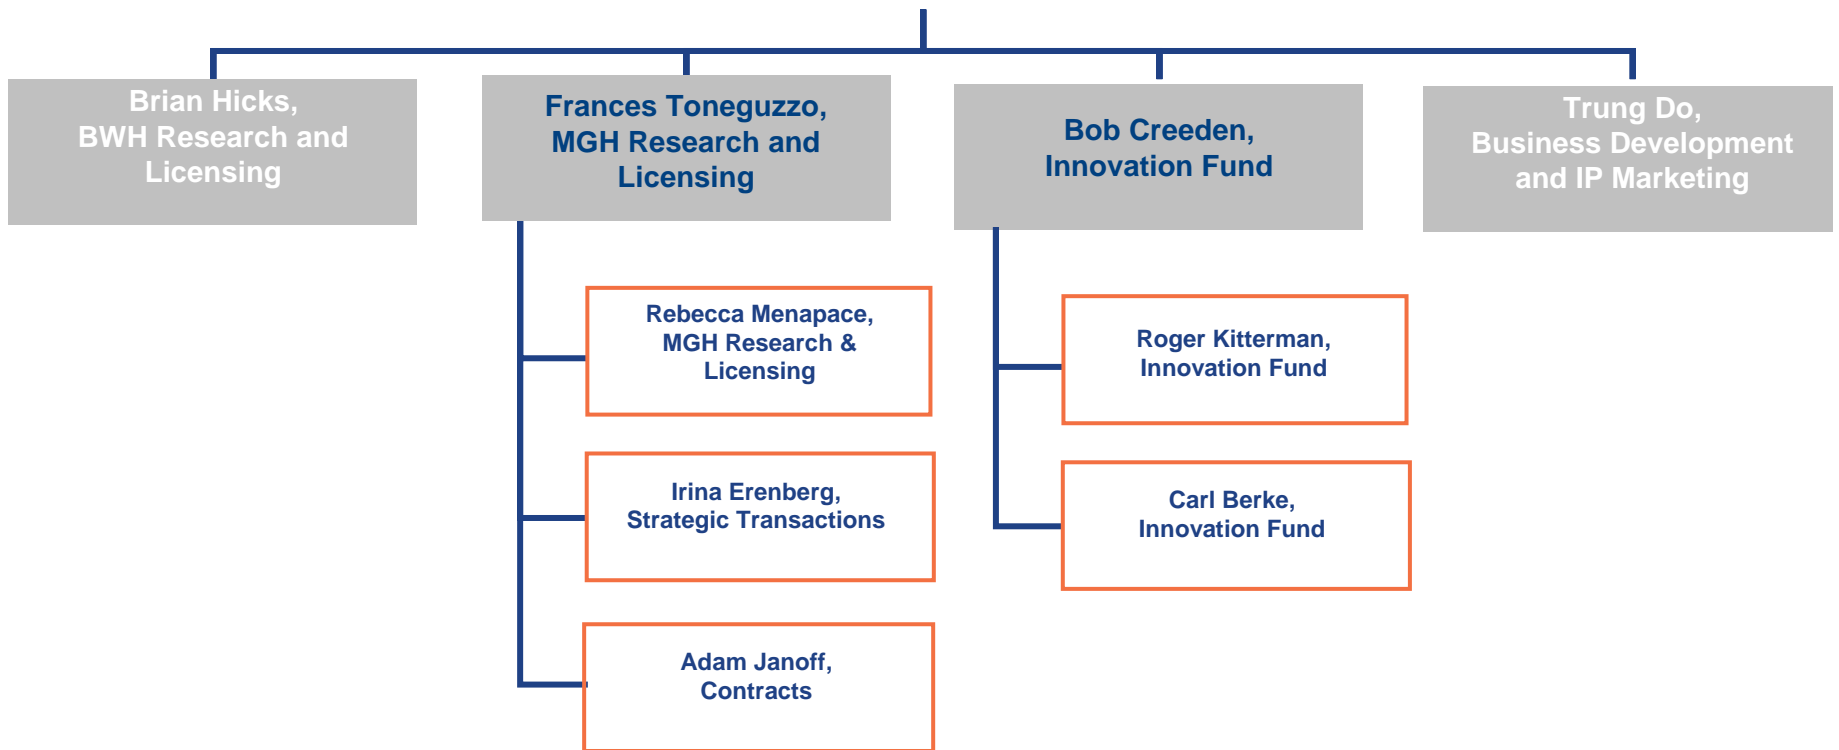 Brian Hicks,
BWH Research and
Licensing
Frances Toneguzzo,
MGH Research and
Licensing
Bob Creeden,
Innovation Fund
Trung Do,
Business Development
and IP Marketing
Rebecca Menapace,
MGH Research &
Licensing
Irina Erenberg,
Strategic Transactions
Adam Janoff,
Contracts
Roger Kitterman,
Innovation Fund
Carl Berke,
Innovation Fund